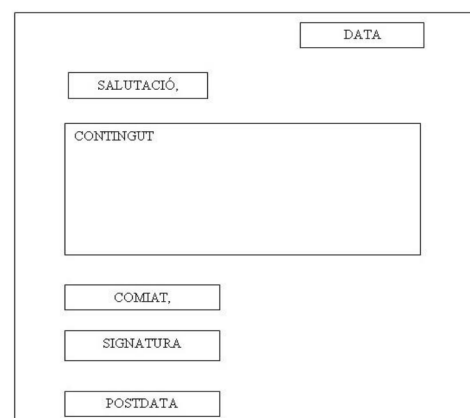 DATA
SALUTACIÓ,
CONTINGUT
COMIAT,
SIGNATURA
POSTDATA